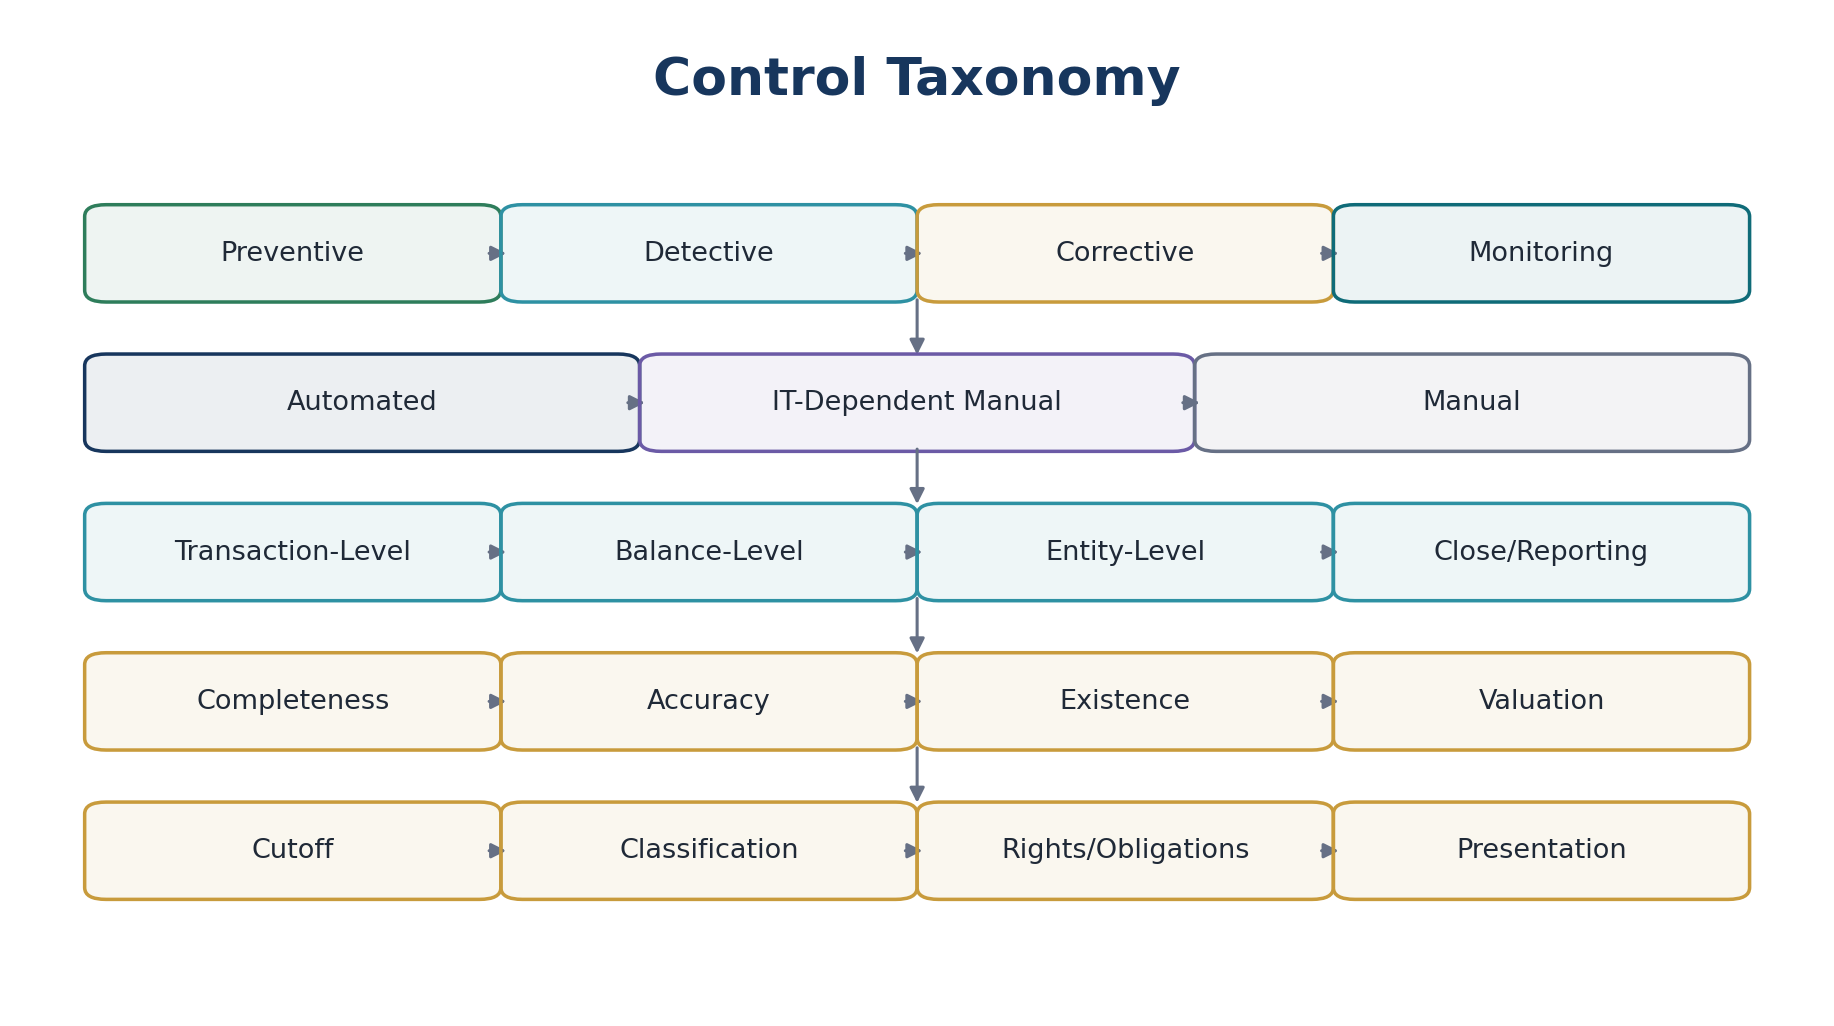 Control Taxonomy
Preventive
Detective
Corrective
Monitoring
Automated
IT-Dependent Manual
Manual
Transaction-Level
Balance-Level
Entity-Level
Close/Reporting
Completeness
Accuracy
Existence
Valuation
Cutoff
Classification
Rights/Obligations
Presentation